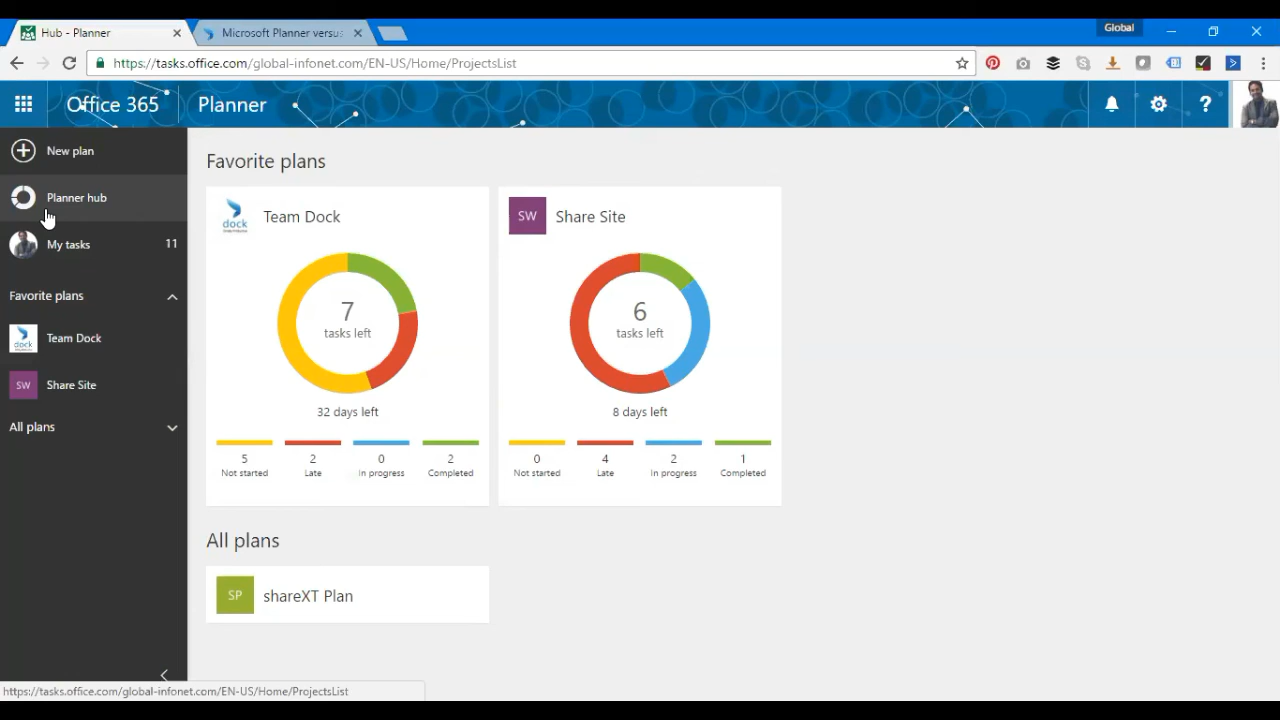 Hub - Planner
Microsoft Planner versus
Global
https://tasks.office.com/global-infonet.com/EN-US/Home/ProjectsList
Office 365
Planner
?
New plan
Planner hub
My tasks 11
Favorite plans
dock
Team Dock
SW
Share Site
All plans
Favorite plans
dock
Team Dock
7
tasks left
32 days left
5
2
0
2
Not started
Late
In progress
Completed
SW
Share Site
6
tasks left
8 days left
0
4
2
1
Not started
Late
In progress
Completed
All plans
SP
shareXT Plan
https://tasks.office.com/global-infonet.com/EN-US/Home/ProjectsList